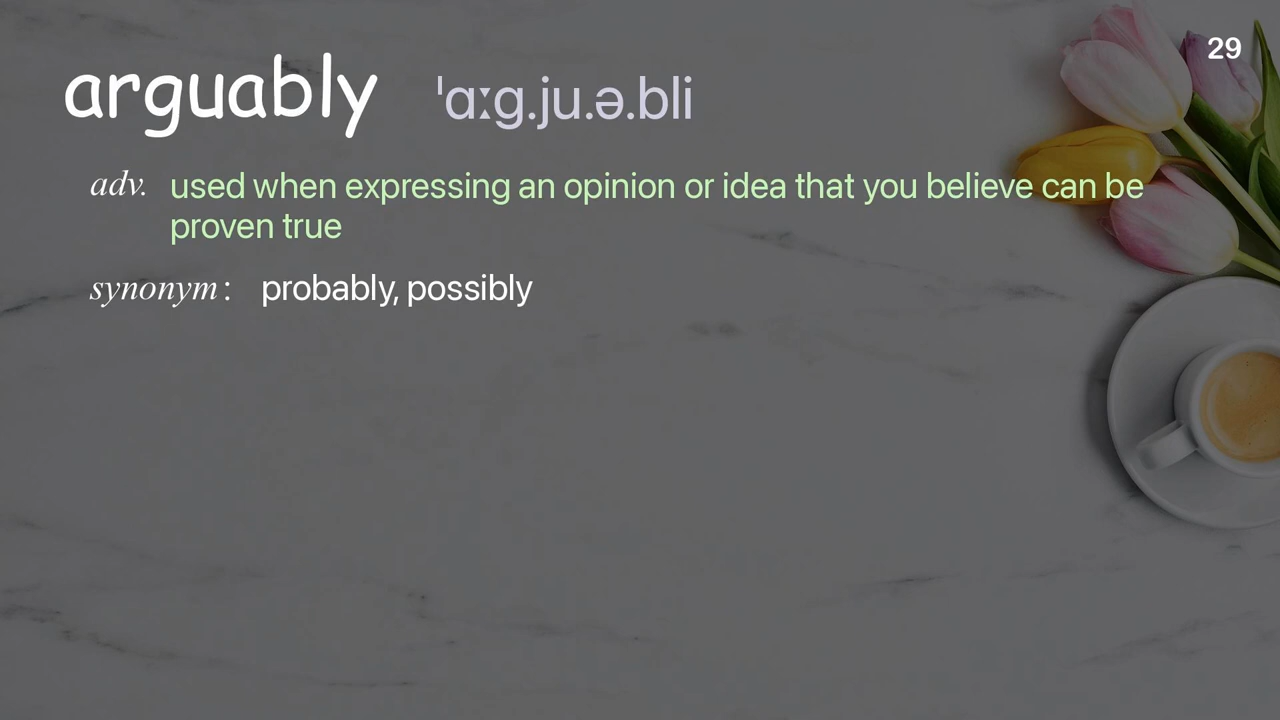 29
arguably ˈɑːg.ju.ə.bli
adv. used when expressing an opinion or idea that you believe can be
proven true
synonym : probably, possibly